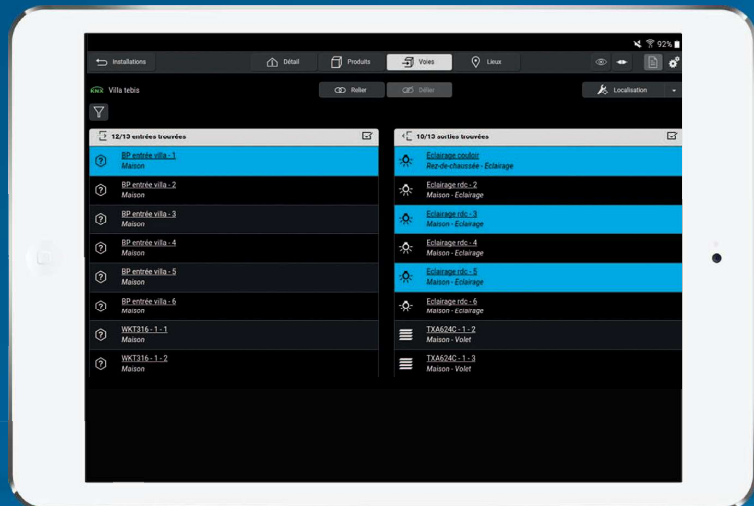 92%
Installations
Détail
Produits
Voies
Lieux
KNX Villa tebis
Relier
Délier
Localisation
12/13 entrées trouvées
10/13 sorties trouvées
BP entrée villa - 1
Maison
Eclairage couloir
Rez-de-chaussée - Eclairage
BP entrée villa - 2
Maison
Eclairage rdc - 2
Maison - Eclairage
BP entrée villa - 3
Maison
Eclairage rdc - 3
Maison - Eclairage
BP entrée villa - 4
Maison
Eclairage rdc - 4
Maison - Eclairage
BP entrée villa - 5
Maison
Eclairage rdc - 5
Maison - Eclairage
BP entrée villa - 6
Maison
Eclairage rdc - 6
Maison - Eclairage
WKT316 - 1 - 1
Maison
TXA624C - 1 - 2
Maison - Volet
WKT316 - 1 - 2
Maison
TXA624C - 1 - 3
Maison - Volet